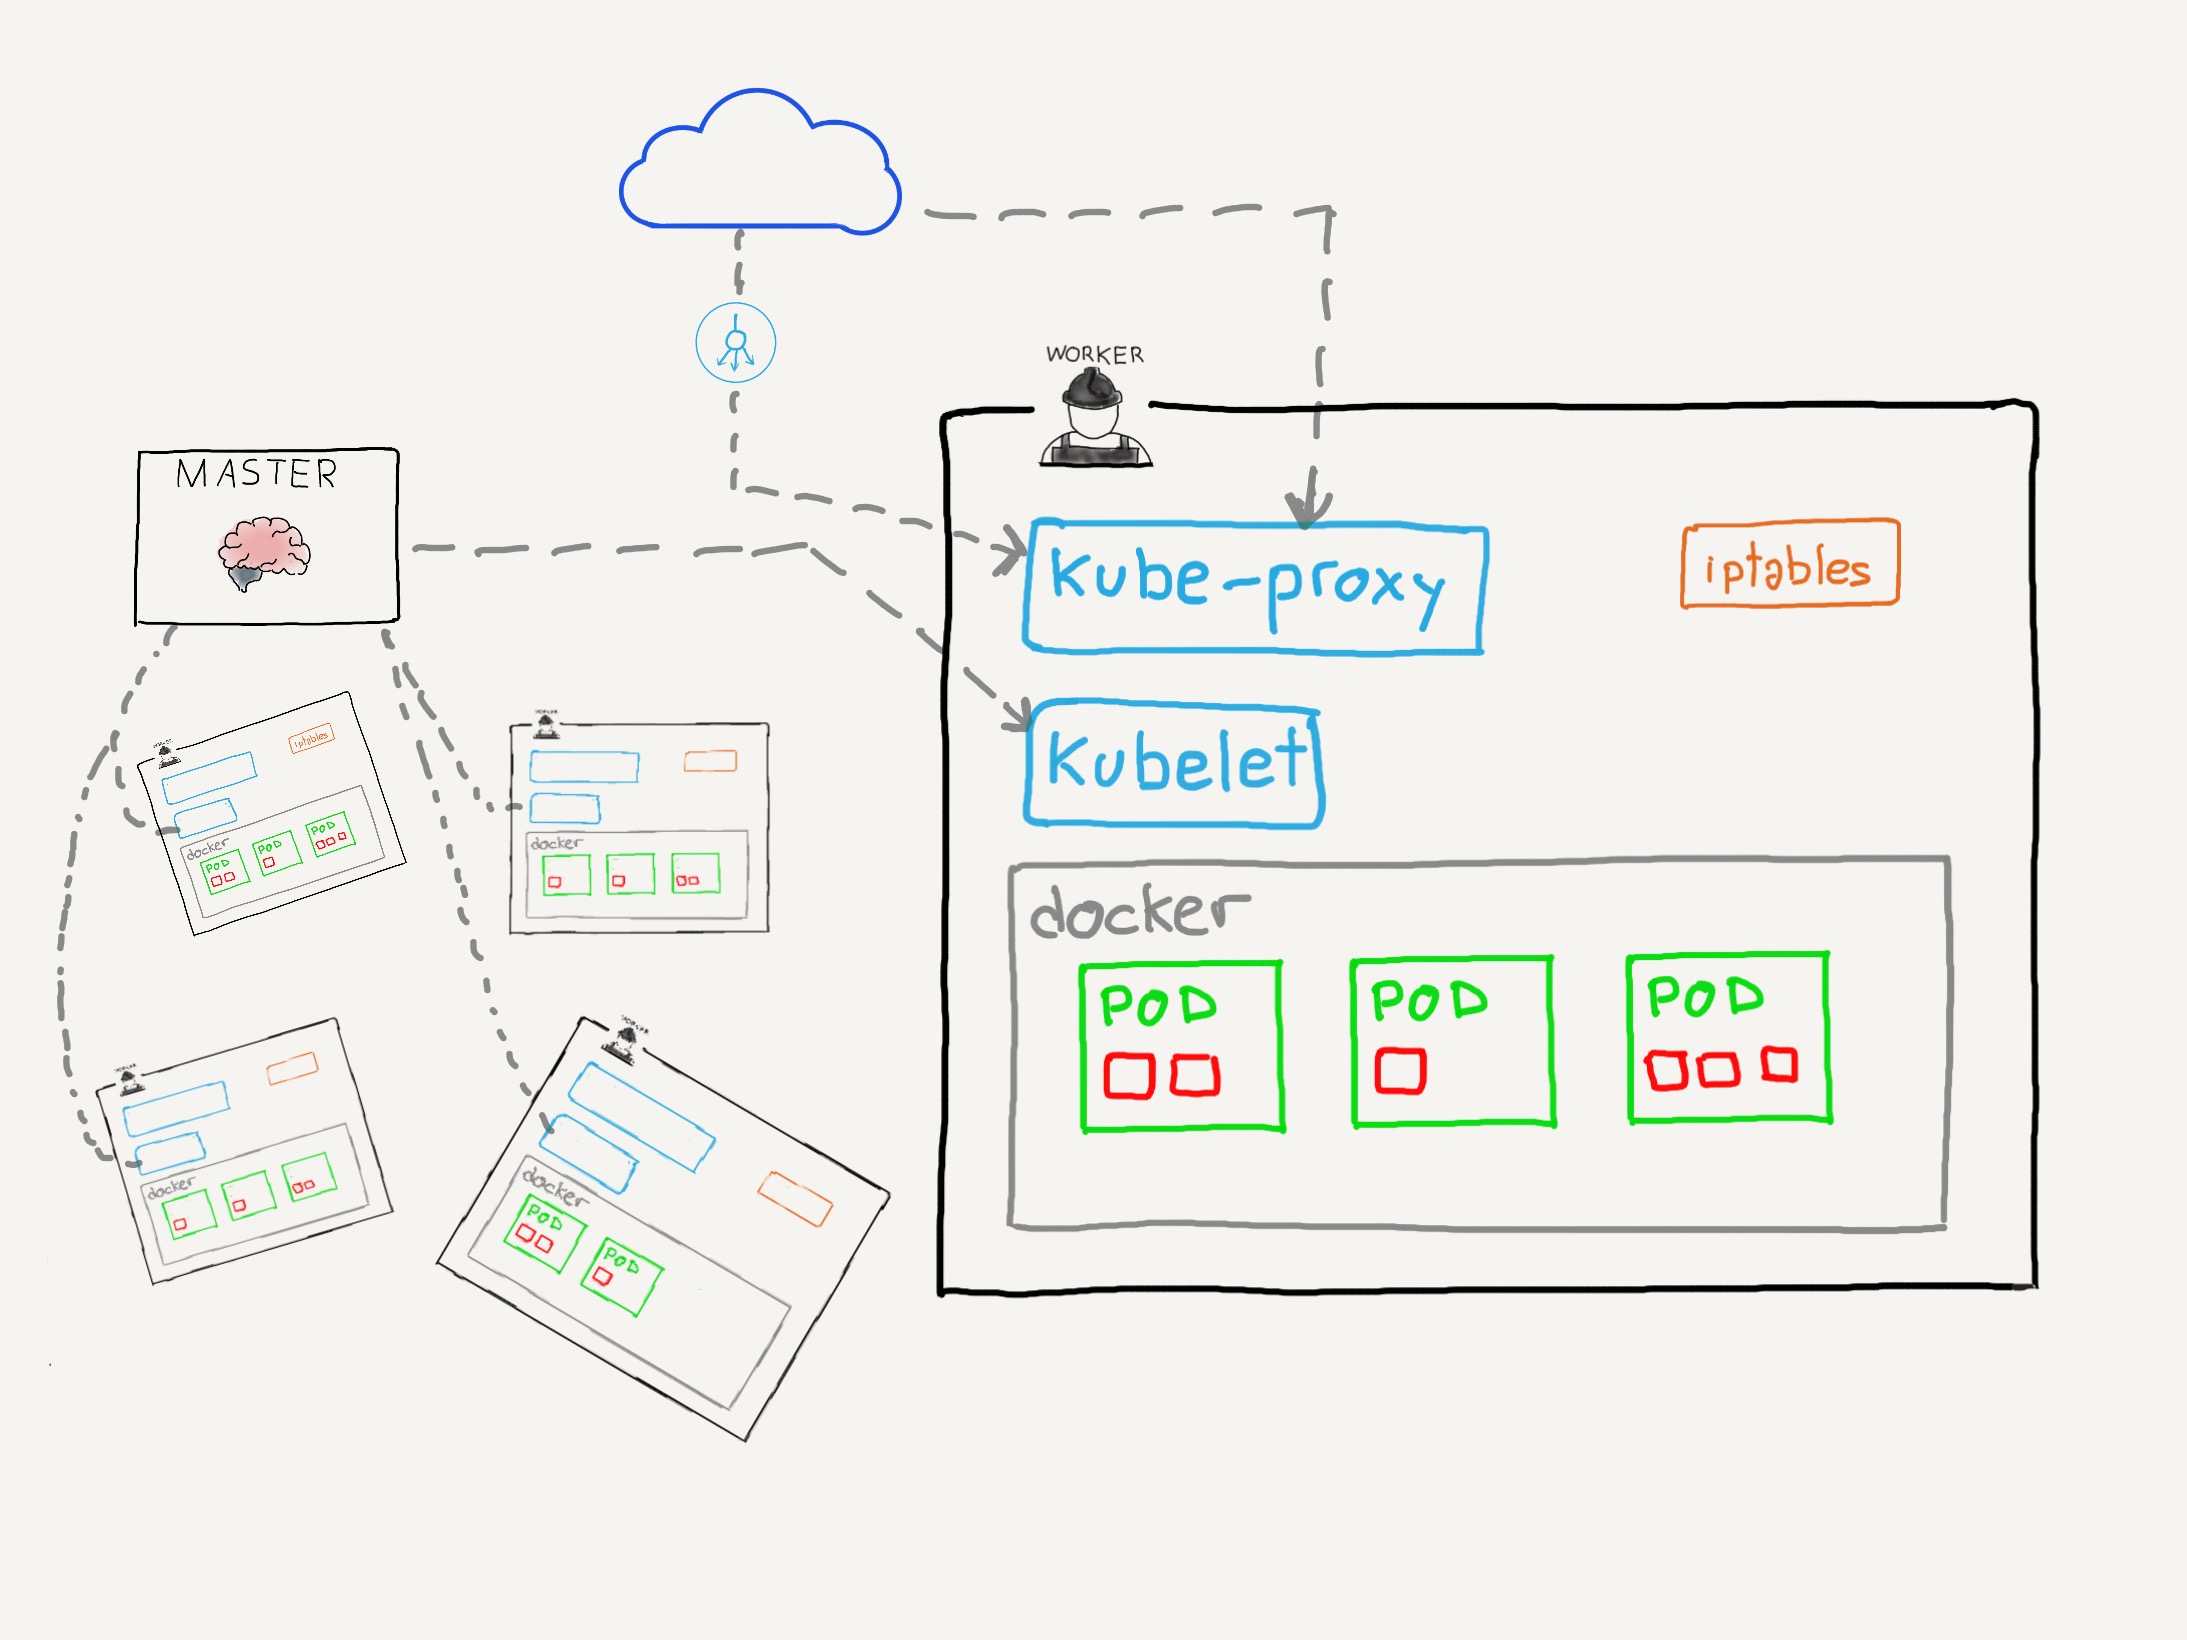 WORKER
MASTER
Kube-proxy
iptables
Kubelet
docker
POD
POD
POD
iptables
docker
POD
POD
POD
docker
docker
docker
POD
POD